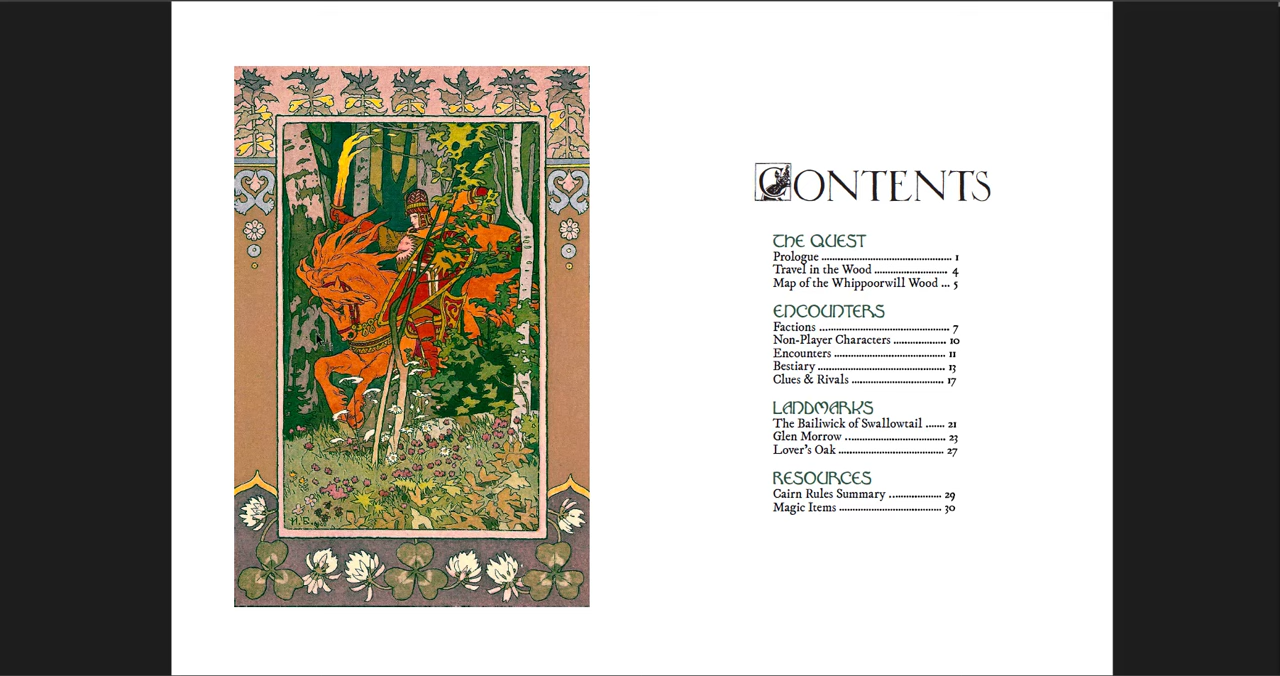 CONTENTS
THE QUEST
Prologue ................................................ 1
Travel in the Wood ........................... 4
Map of the Whippoorwill Wood ... 5
ENCOUNTERS
Factions ................................................ 7
Non-Player Characters ................... 10
Encounters ......................................... 11
Bestiary ............................................... 13
Clues & Rivals .................................. 17
LANDMARKS
The Bailiwick of Swallowtail ....... 21
Glen Morrow ..................................... 23
Lover's Oak ....................................... 27
RESOURCES
Cairn Rules Summary ................... 29
Magic Items ...................................... 30